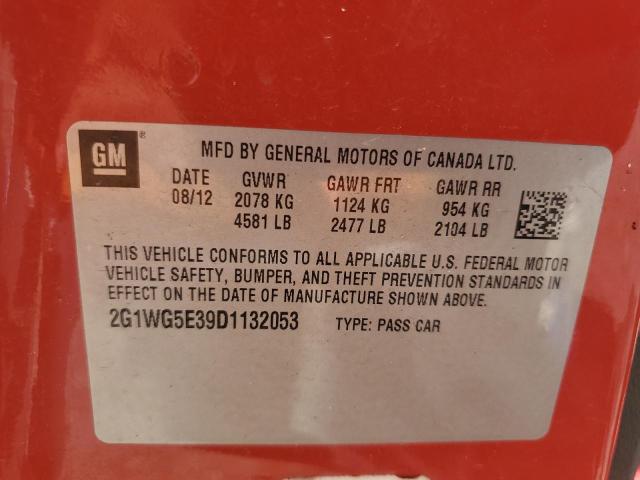 GM ®
MFD BY GENERAL MOTORS OF CANADA LTD.
DATE GVWR GAWR FRT GAWR RR
08/12 2078 KG 1124 KG 954 KG
4581 LB 2477 LB 2104 LB
THIS VEHICLE CONFORMS TO ALL APPLICABLE U.S. FEDERAL MOTOR
VEHICLE SAFETY, BUMPER, AND THEFT PREVENTION STANDARDS IN
EFFECT ON THE DATE OF MANUFACTURE SHOWN ABOVE.
2G1WG5E39D1132053 TYPE: PASS CAR